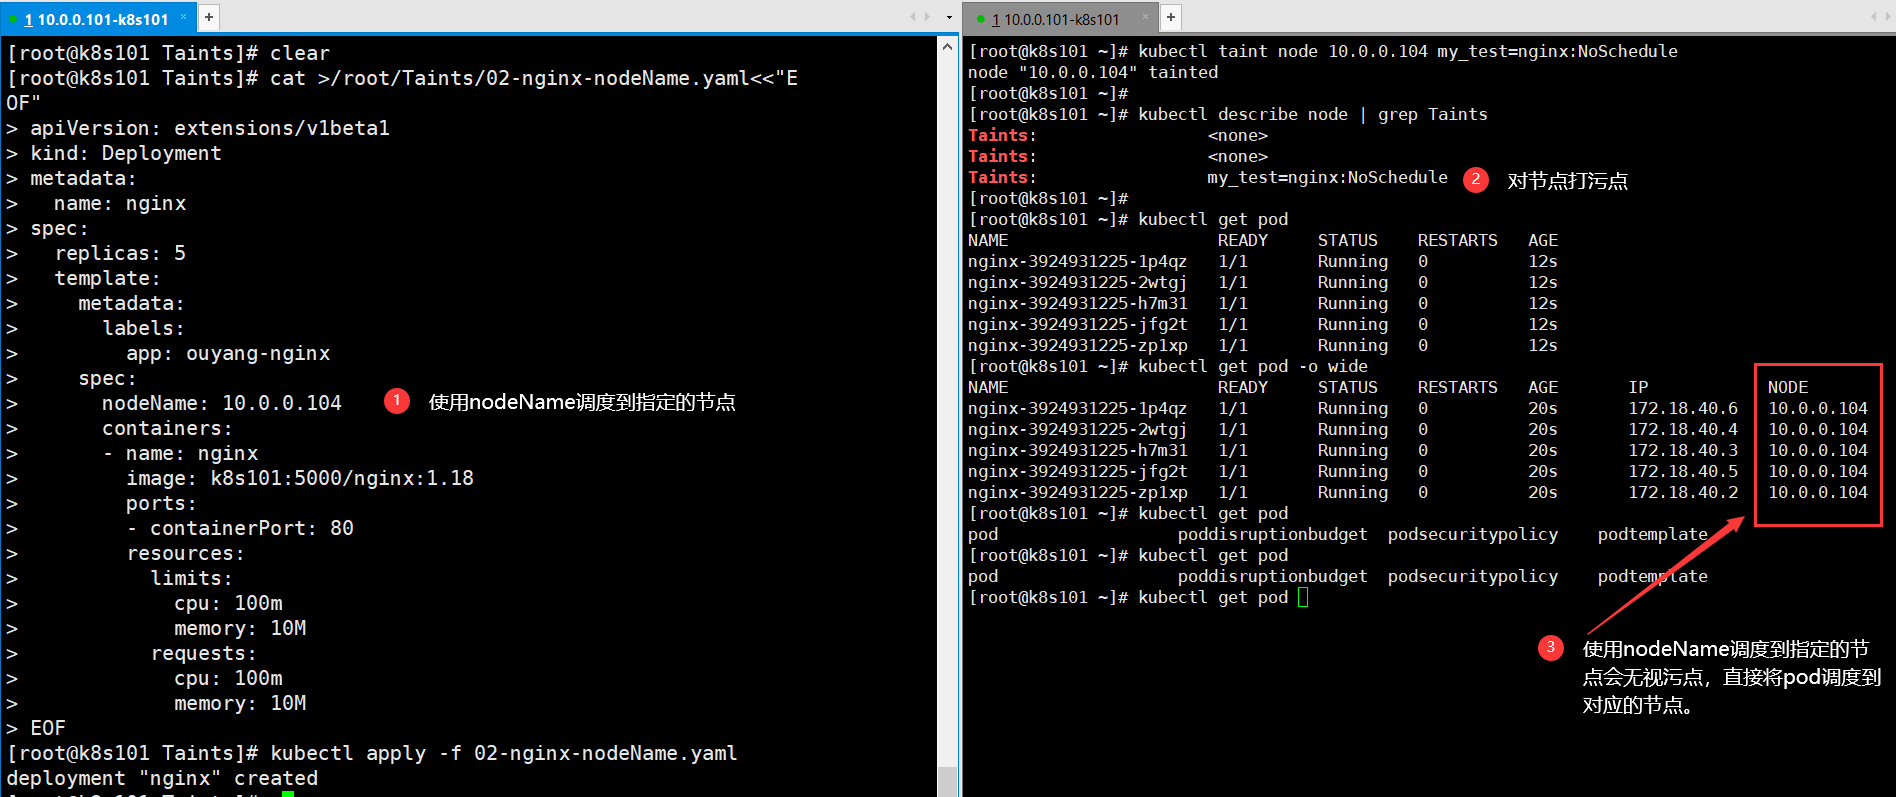 1 10.0.0.101-k8s101 × +
[root@k8s101 Taints]# clear
[root@k8s101 Taints]# cat >/root/Taints/02-nginx-nodeName.yaml<<"E
OF"
> apiVersion: extensions/v1beta1
> kind: Deployment
> metadata:
>   name: nginx
> spec:
>   replicas: 5
>   template:
>     metadata:
>       labels:
>         app: ouyang-nginx
>     spec:
>       nodeName: 10.0.0.104 1 使用nodeName调度到指定的节点
>       containers:
>       - name: nginx
>         image: k8s101:5000/nginx:1.18
>         ports:
>         - containerPort: 80
>         resources:
>           limits:
>             cpu: 100m
>             memory: 10M
>           requests:
>             cpu: 100m
>             memory: 10M
> EOF
[root@k8s101 Taints]# kubectl apply -f 02-nginx-nodeName.yaml
deployment "nginx" created
[root@k8s101 Taints]#
1 10.0.0.101-k8s101 × +
[root@k8s101 ~]# kubectl taint node 10.0.0.104 my_test=nginx:NoSchedule
node "10.0.0.104" tainted
[root@k8s101 ~]#
[root@k8s101 ~]# kubectl describe node | grep Taints
Taints: <none>
Taints: <none>
Taints: my_test=nginx:NoSchedule 2 对节点打污点
[root@k8s101 ~]#
[root@k8s101 ~]# kubectl get pod
NAME READY STATUS RESTARTS AGE
nginx-3924931225-1p4qz 1/1 Running 0 12s
nginx-3924931225-2wtgj 1/1 Running 0 12s
nginx-3924931225-h7m31 1/1 Running 0 12s
nginx-3924931225-jfg2t 1/1 Running 0 12s
nginx-3924931225-zp1xp 1/1 Running 0 12s
[root@k8s101 ~]# kubectl get pod -o wide
NAME READY STATUS RESTARTS AGE IP NODE
nginx-3924931225-1p4qz 1/1 Running 0 20s 172.18.40.6 10.0.0.104
nginx-3924931225-2wtgj 1/1 Running 0 20s 172.18.40.4 10.0.0.104
nginx-3924931225-h7m31 1/1 Running 0 20s 172.18.40.3 10.0.0.104
nginx-3924931225-jfg2t 1/1 Running 0 20s 172.18.40.5 10.0.0.104
nginx-3924931225-zp1xp 1/1 Running 0 20s 172.18.40.2 10.0.0.104
[root@k8s101 ~]# kubectl get pod
pod poddisruptionbudget podsecuritypolicy podtemplate
[root@k8s101 ~]# kubectl get pod
pod poddisruptionbudget podsecuritypolicy podtemplate
[root@k8s101 ~]# kubectl get pod
3 使用nodeName调度到指定的节
点会无视污点，直接将pod调度到
对应的节点。